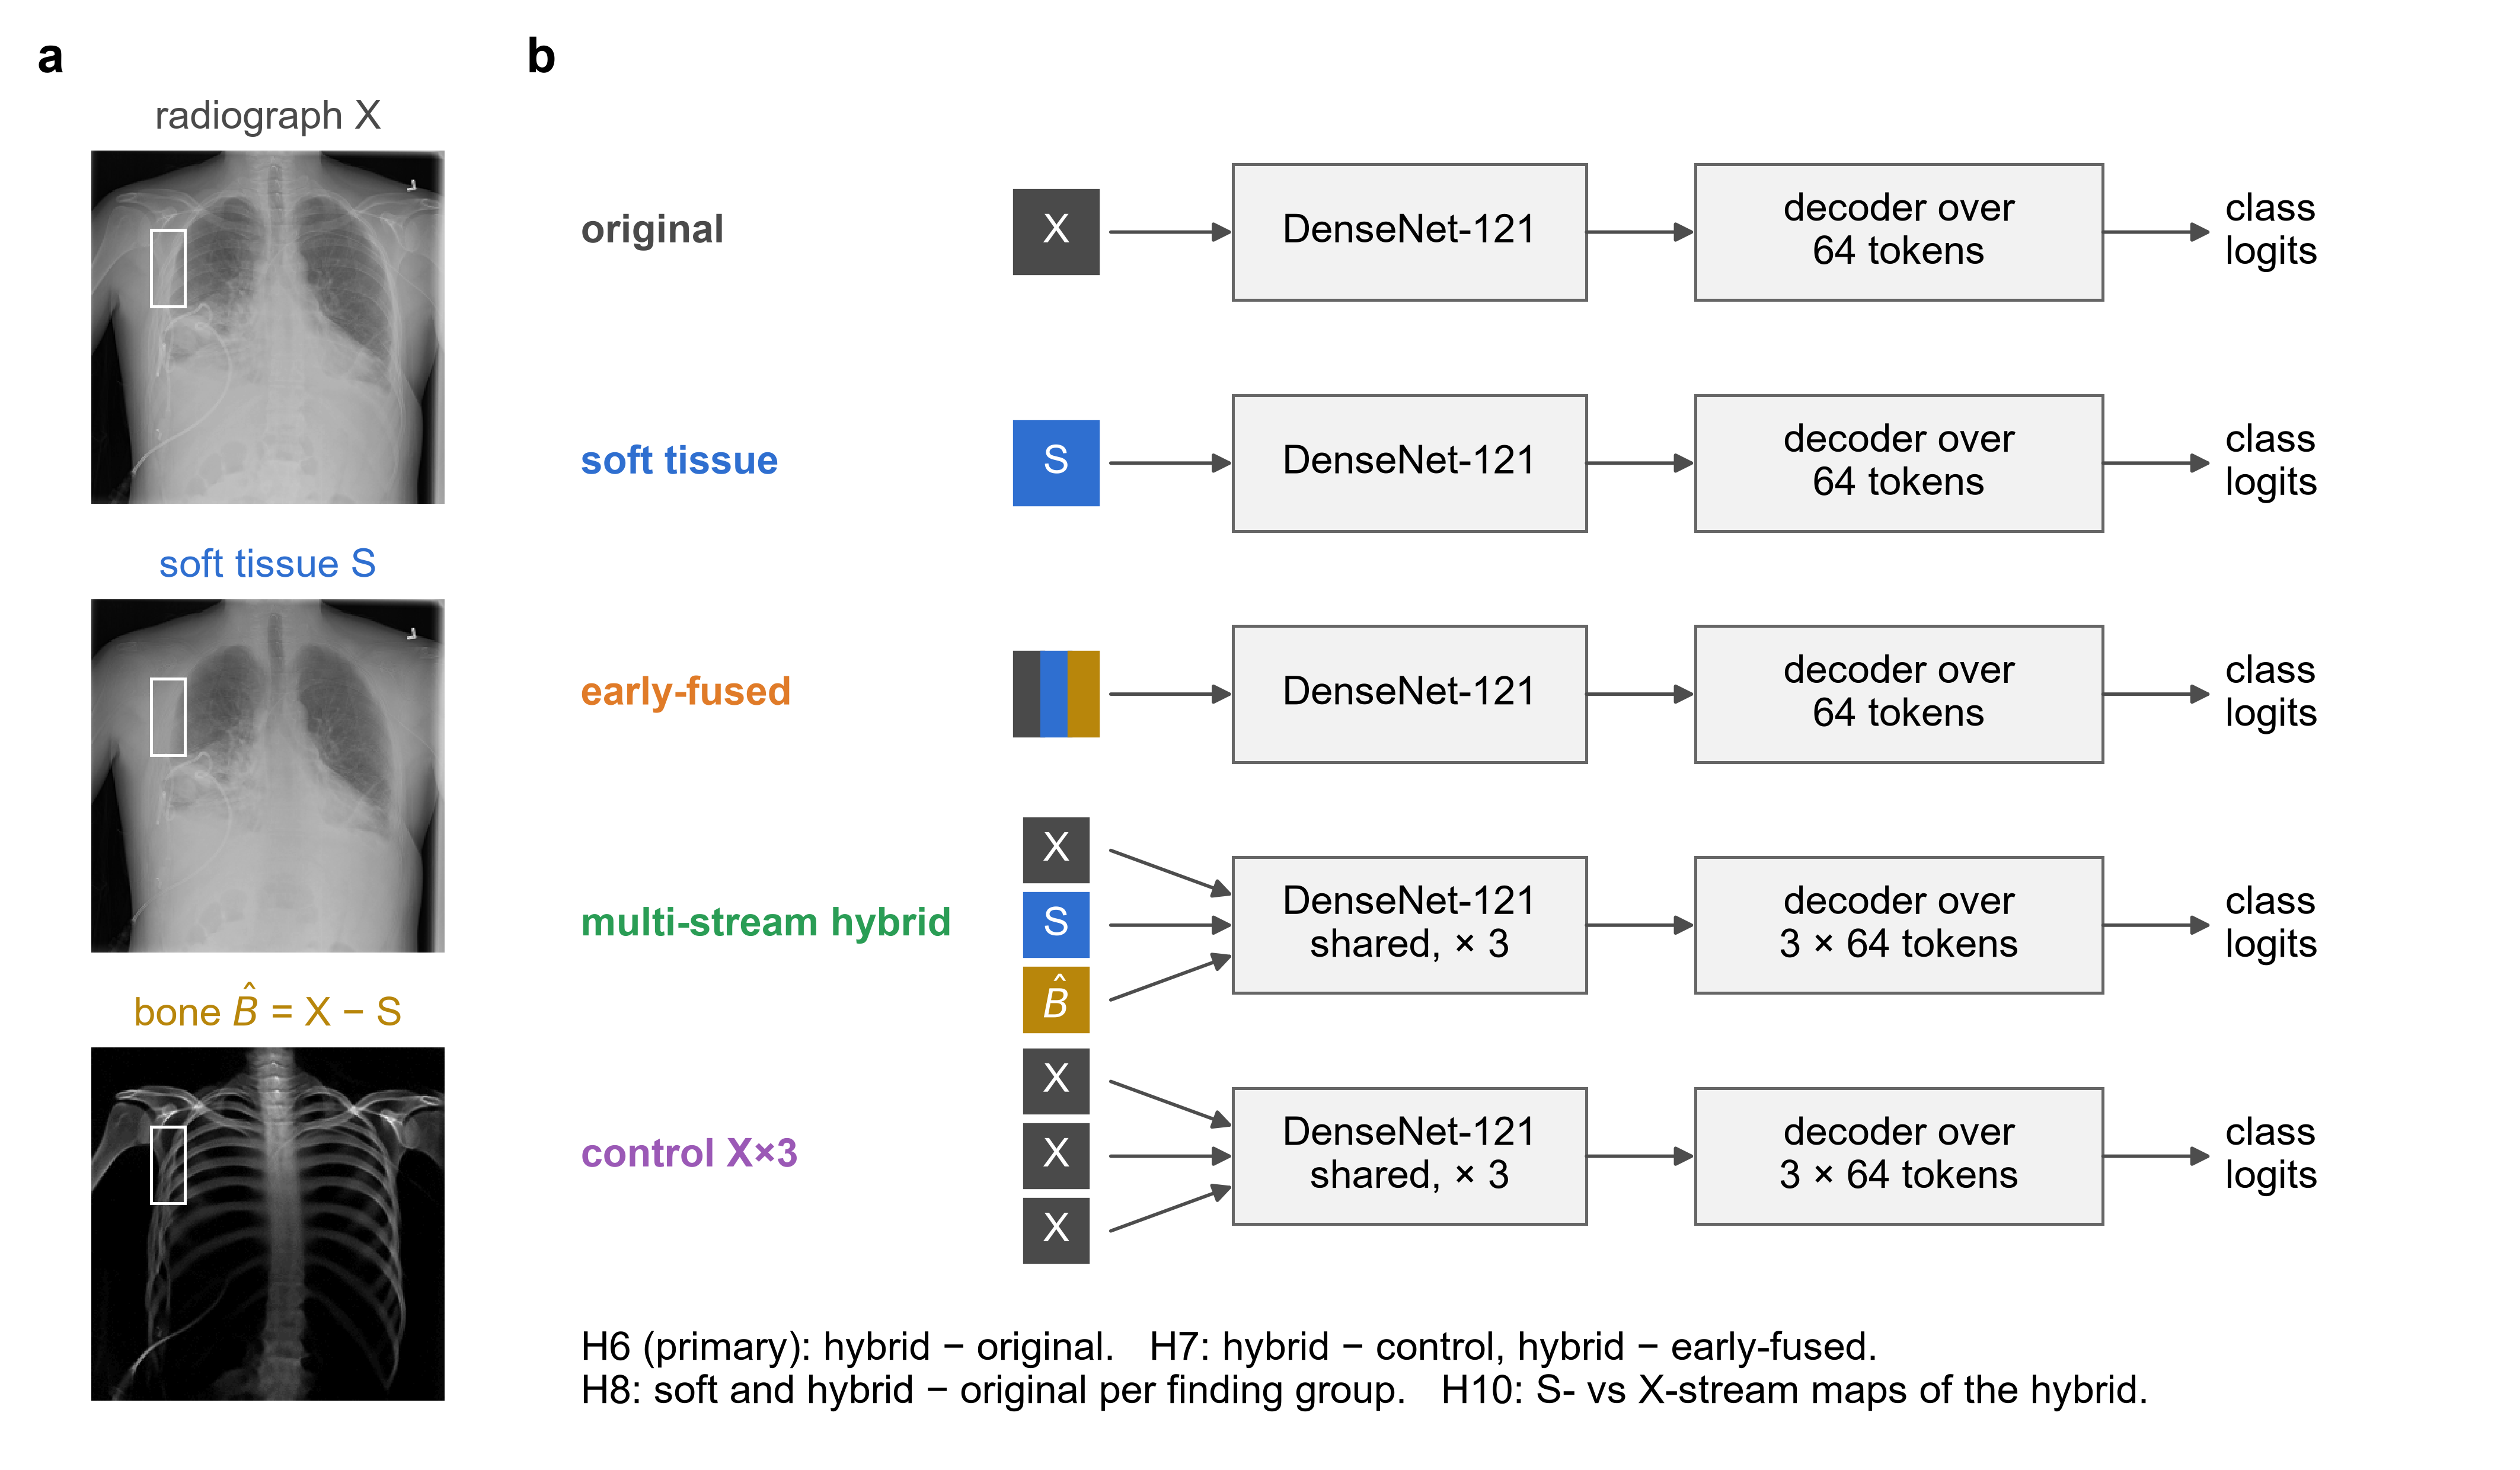 a
radiograph X
soft tissue S
bone B̂ = X − S
b
original
X
DenseNet-121
decoder over
64 tokens
class
logits
soft tissue
S
DenseNet-121
decoder over
64 tokens
class
logits
early-fused
DenseNet-121
decoder over
64 tokens
class
logits
multi-stream hybrid
X
S
B̂
DenseNet-121
shared, × 3
decoder over
3 × 64 tokens
class
logits
control X×3
X
X
X
DenseNet-121
shared, × 3
decoder over
3 × 64 tokens
class
logits
H6 (primary): hybrid − original. H7: hybrid − control, hybrid − early-fused.
H8: soft and hybrid − original per finding group. H10: S- vs X-stream maps of the hybrid.